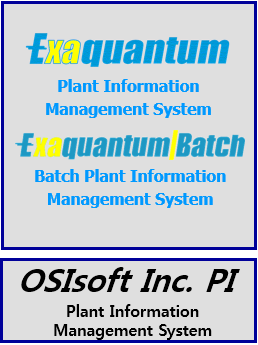 Exaquantum
Plant Information
Management System
Exaquantum|Batch
Batch Plant Information
Management System
OSIsoft Inc. PI
Plant Information
Management System